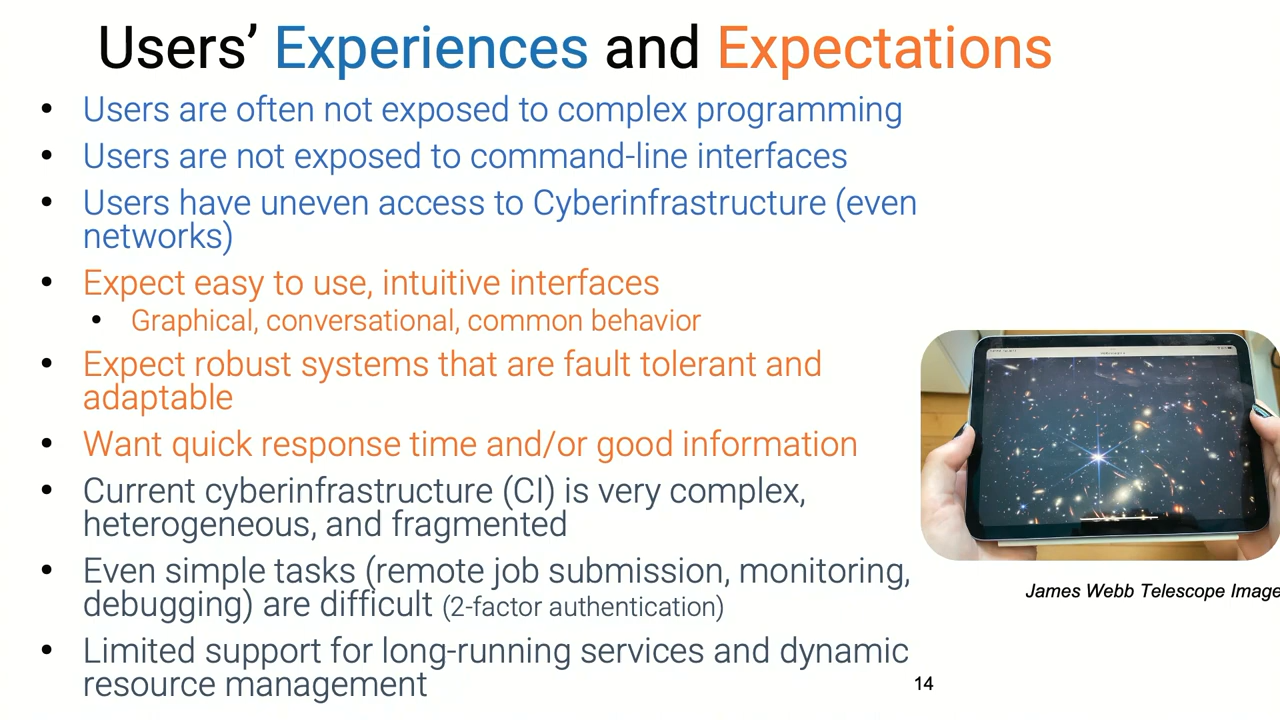 Users’ Experiences and Expectations
• Users are often not exposed to complex programming
• Users are not exposed to command-line interfaces
• Users have uneven access to Cyberinfrastructure (even
networks)
• Expect easy to use, intuitive interfaces
• Graphical, conversational, common behavior
• Expect robust systems that are fault tolerant and
adaptable
• Want quick response time and/or good information
• Current cyberinfrastructure (CI) is very complex,
heterogeneous, and fragmented
• Even simple tasks (remote job submission, monitoring,
debugging) are difficult (2-factor authentication)
• Limited support for long-running services and dynamic
resource management
James Webb Telescope Image
14